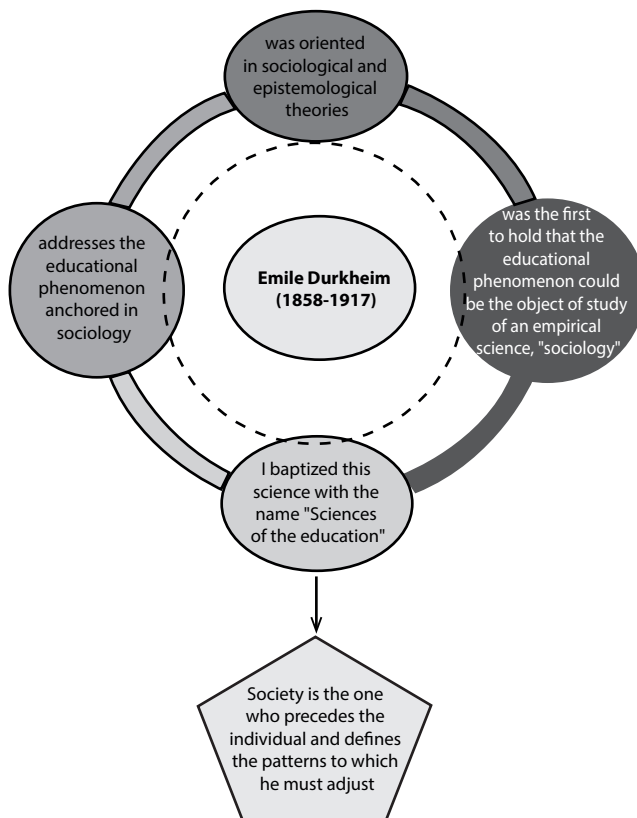 was oriented
in sociological and
epistemological
theories
addresses the
educational
phenomenon
anchored in
sociology
Emile Durkheim
(1858-1917)
was the first
to hold that the
educational
phenomenon could
be the object of study
of an empirical
science, "sociology"
I baptized this
science with the
name "Sciences
of the education"
Society is the one
who precedes the
individual and defines
the patterns to which
he must adjust